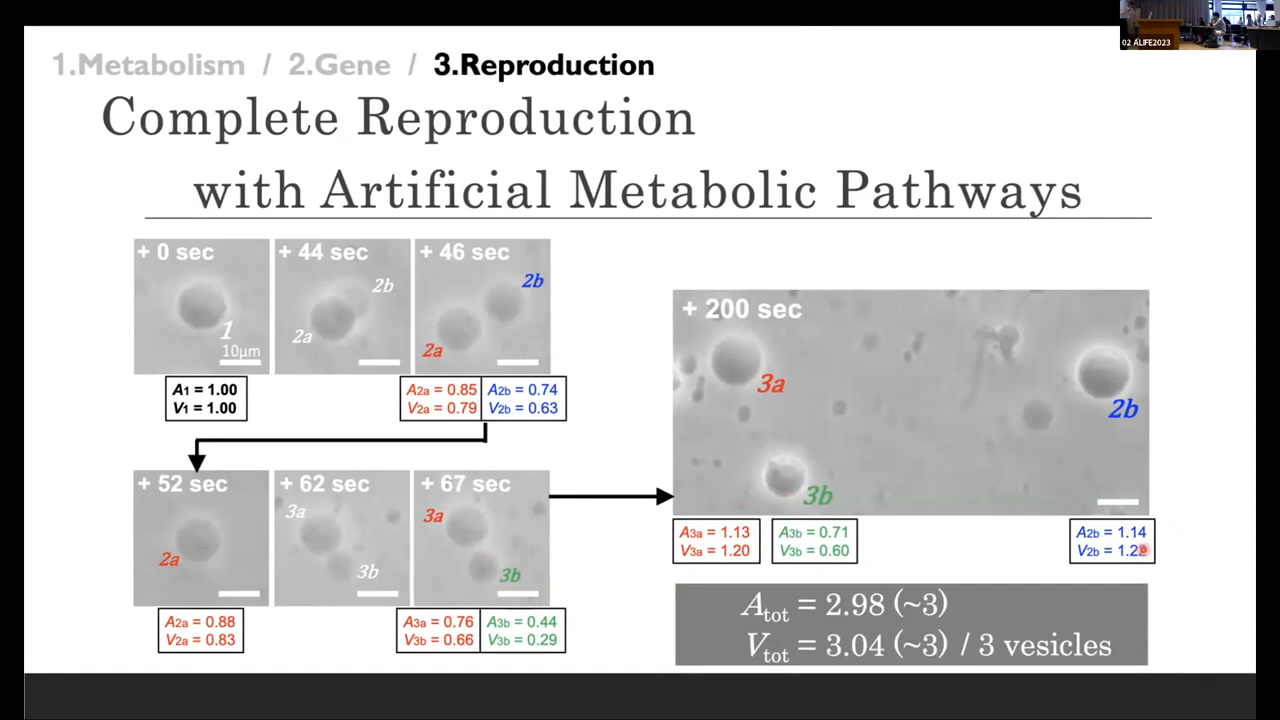 02 ALIFE2023
1.Metabolism / 2.Gene / 3.Reproduction
Complete Reproduction
with Artificial Metabolic Pathways
+ 0 sec
1
10μm
+ 44 sec
2b
2a
+ 46 sec
2b
2a
A1 = 1.00
V1 = 1.00
A2a = 0.85
V2a = 0.79
A2b = 0.74
V2b = 0.63
+ 52 sec
2a
+ 62 sec
3a
3b
+ 67 sec
3a
3b
A2a = 0.88
V2a = 0.83
A3a = 0.76
V3b = 0.66
A3b = 0.44
V3b = 0.29
+ 200 sec
3a
2b
3b
A3a = 1.13
V3a = 1.20
A3b = 0.71
V3b = 0.60
A2b = 1.14
V2b =
Atot = 2.98 (~3)
Vtot = 3.04 (~3) / 3 vesicles